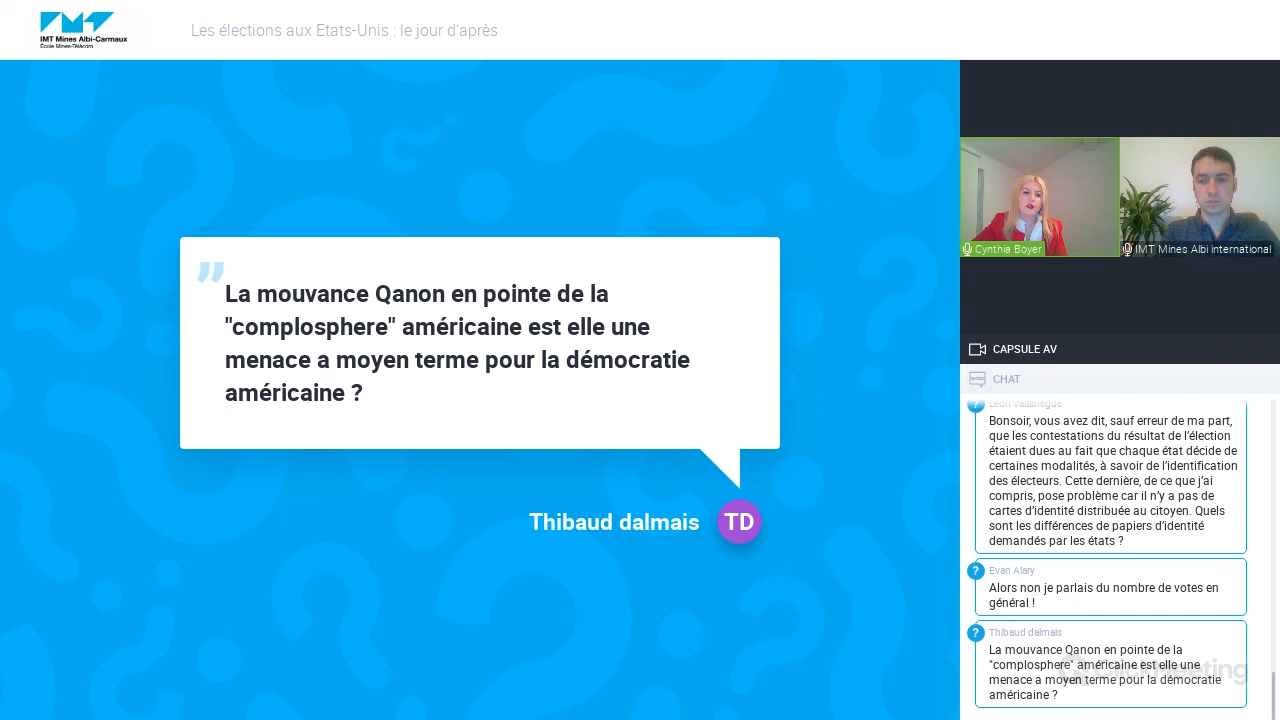 IMT Mines Albi-Carmaux
École Mines-Télécom
Les élections aux Etats-Unis : le jour d'après
"
La mouvance Qanon en pointe de la
"complosphere" américaine est elle une
menace a moyen terme pour la démocratie
américaine ?
Thibaud dalmais
TD
Cynthia Boyer
IMT Mines Albi international
CAPSULE AV
CHAT
?
Léon Valabrègue
Bonsoir, vous avez dit, sauf erreur de ma part,
que les contestations du résultat de l'élection
étaient dues au fait que chaque état décide de
certaines modalités, à savoir de l'identification
des électeurs. Cette dernière, de ce que j'ai
compris, pose problème car il n'y a pas de
cartes d'identité distribuée au citoyen. Quels
sont les différences de papiers d'identité
demandés par les états ?
?
Evan Alary
Alors non je parlais du nombre de votes en
général !
?
Thibaud dalmais
La mouvance Qanon en pointe de la
"complosphere" américaine est elle une
menace a moyen terme pour la démocratie
américaine ?
ClickMeeting